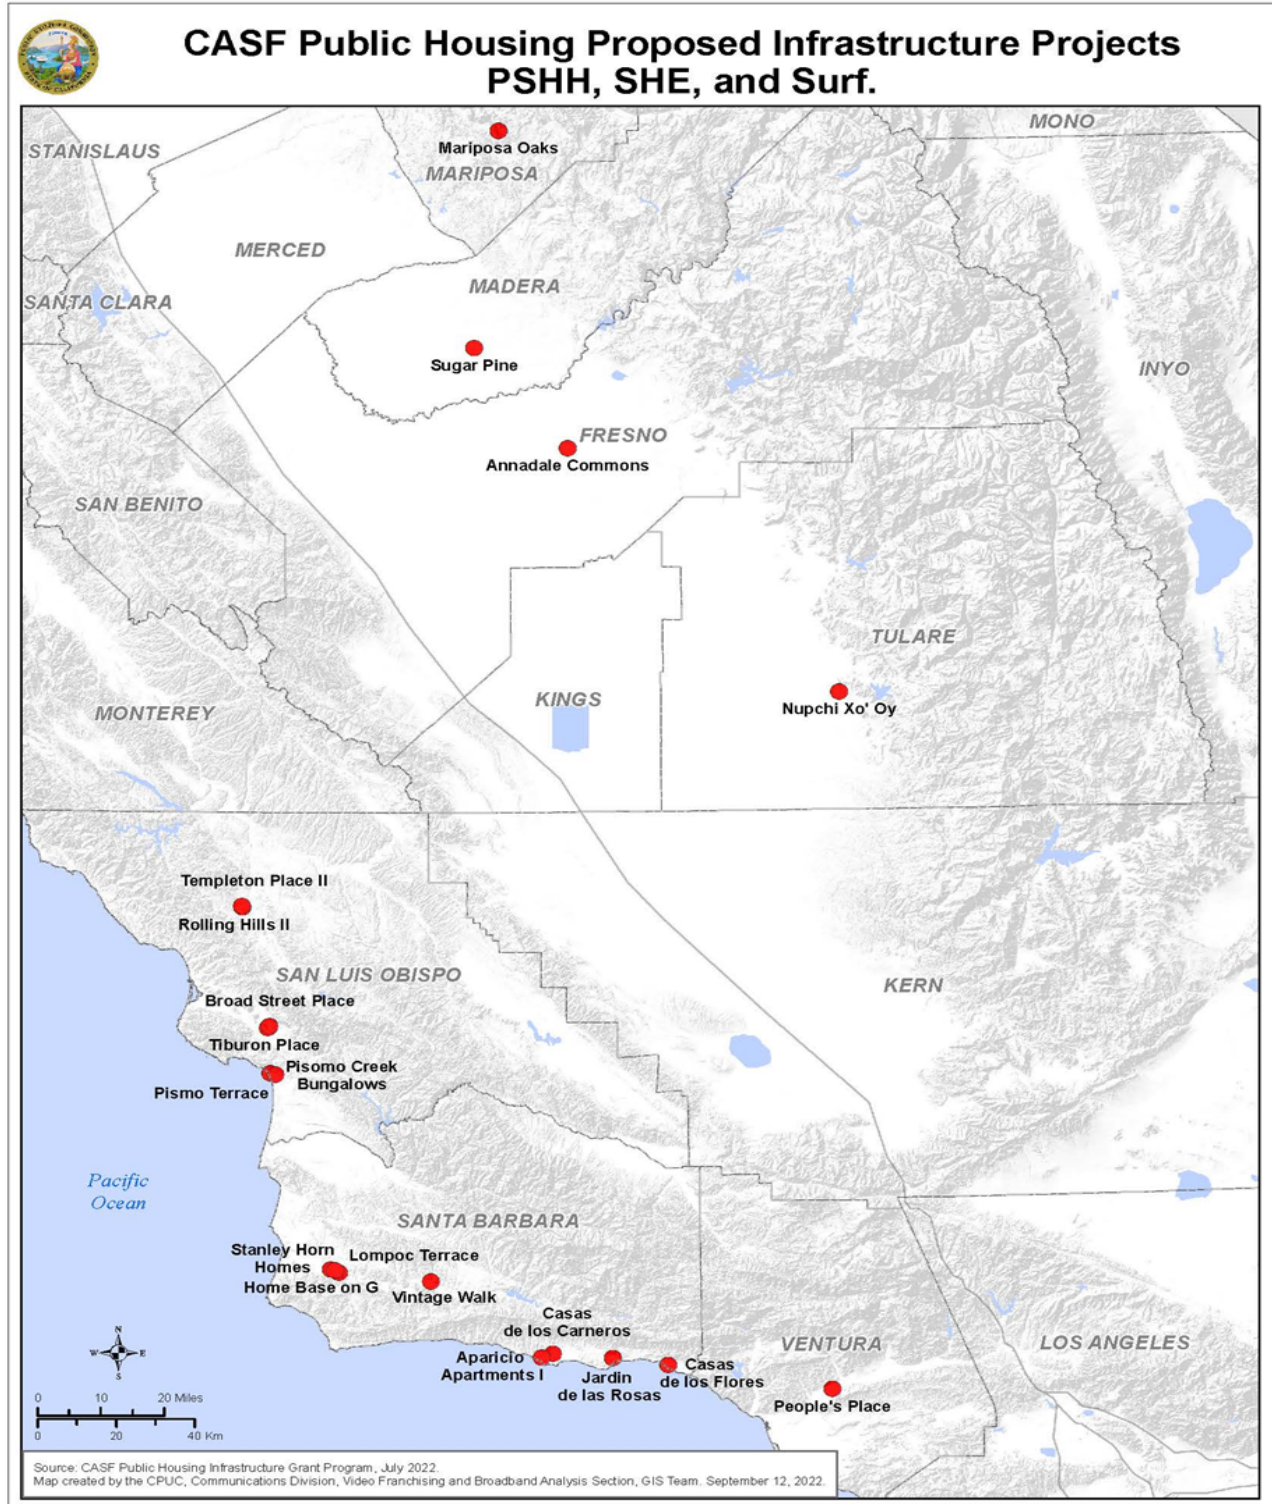 CASF Public Housing Proposed Infrastructure Projects
PSHH, SHE, and Surf.
MONO
Mariposa Oaks
STANISLAUS
MARIPOSA
MERCED
MADERA
SANTA CLARA
Sugar Pine
INYO
FRESNO
Annadale Commons
SAN BENITO
TULARE
KINGS
Nupchi Xo' Oy
MONTEREY
Templeton Place II
Rolling Hills II
SAN LUIS OBISPO
KERN
Broad Street Place
Tiburon Place
Pisomo Creek
Bungalows
Pismo Terrace
Pacific
Ocean
SANTA BARBARA
Stanley Horn
Homes
Lompoc Terrace
Home Base on G
Vintage Walk
Casas
de los Carneros
VENTURA
LOS ANGELES
Aparicio
Apartments I
Jardin
de las Rosas
Casas
de los Flores
People's Place
N
W E
S
0 10 20 Miles
0 20 40 Km
Source: CASF Public Housing Infrastructure Grant Program, July 2022.
Map created by the CPUC, Communications Division, Video Franchising and Broadband Analysis Section, GIS Team. September 12, 2022.